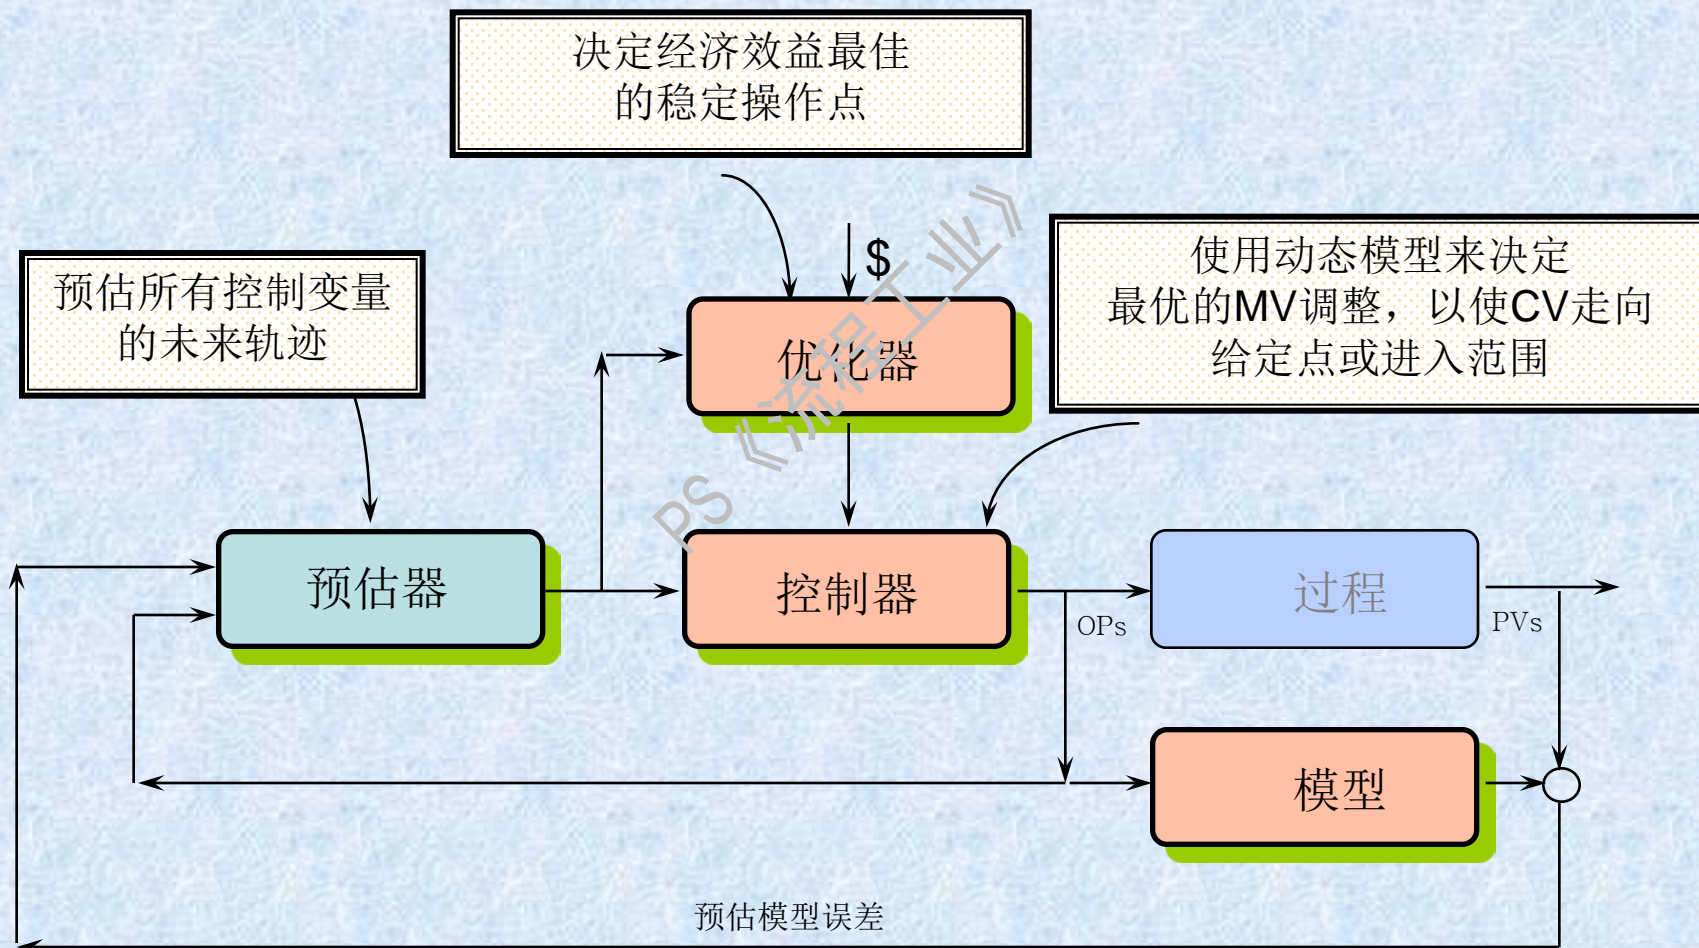 决定经济效益最佳
的稳定操作点
预估所有控制变量
的未来轨迹
$
使用动态模型来决定
最优的MV调整，以使CV走向
给定点或进入范围
优化器
PS《流程工业》
预估器
控制器
过程
OPs
PVs
模型
预估模型误差